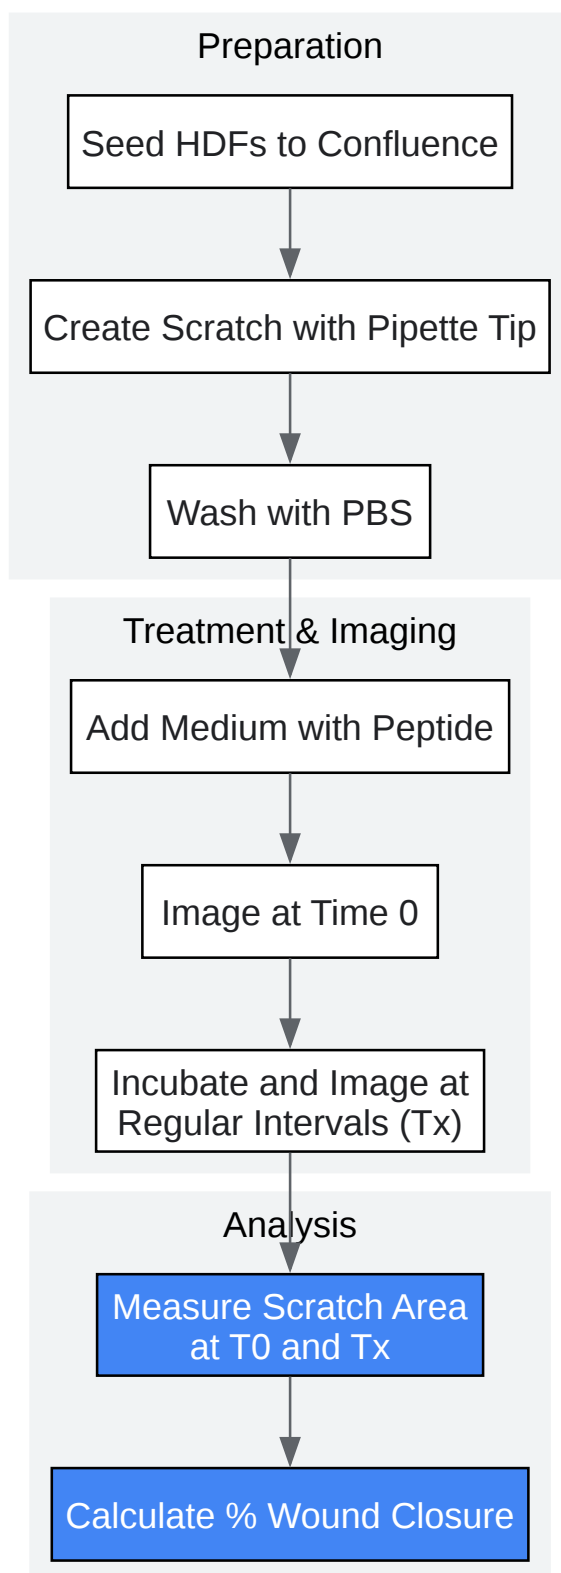 Preparation
Seed HDFs to Confluence
Create Scratch with Pipette Tip
Wash with PBS
Treatment & Imaging
Add Medium with Peptide
Image at Time 0
Incubate and Image at
Regular Intervals (Tx)
Analysis
Measure Scratch Area
at T0 and Tx
Calculate % Wound Closure